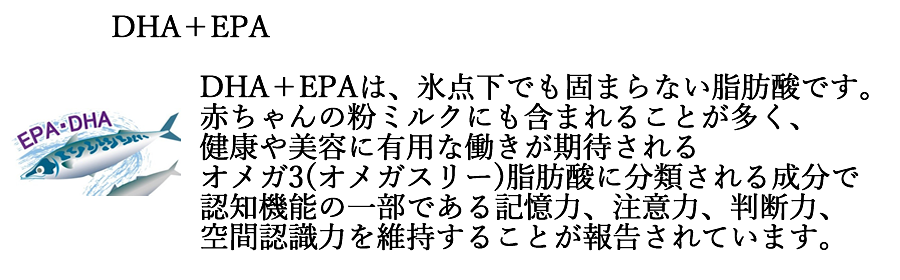 DHA＋EPA
DHA＋EPAは、氷点下でも固まらない脂肪酸です。
赤ちゃんの粉ミルクにも含まれることが多く、
健康や美容に有用な働きが期待される
オメガ3(オメガスリー)脂肪酸に分類される成分で
認知機能の一部である記憶力、注意力、判断力、
空間認識力を維持することが報告されています。
EPA・DHA